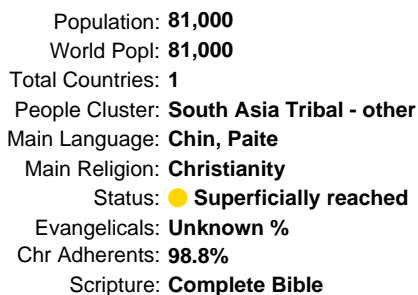 Population: 81,000
World Popl: 81,000
Total Countries: 1
People Cluster: South Asia Tribal - other
Main Language: Chin, Paite
Main Religion: Christianity
Status: Superficially reached
Evangelicals: Unknown %
Chr Adherents: 98.8%
Scripture: Complete Bible